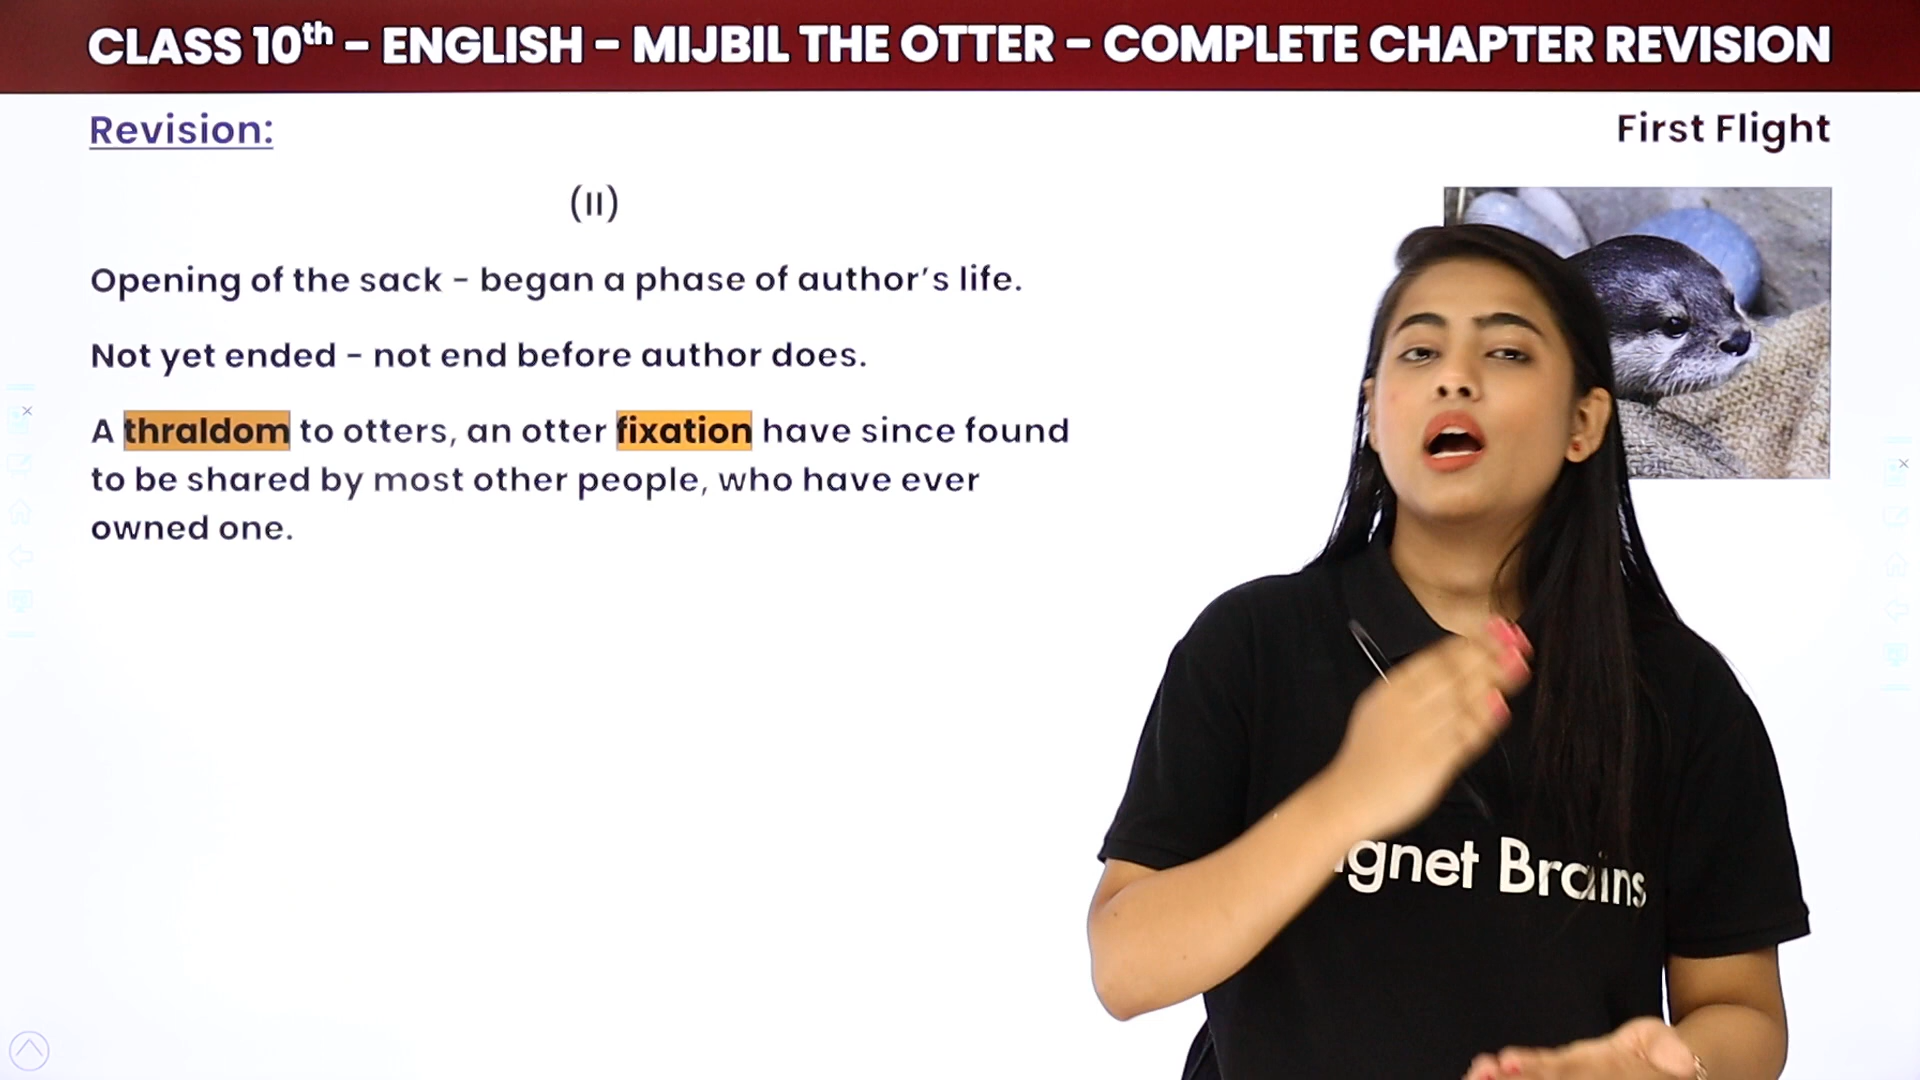 CLASS 10th – ENGLISH – MIJBIL THE OTTER – COMPLETE CHAPTER REVISION
Revision:
First Flight
(II)
Opening of the sack – began a phase of author’s life.
Not yet ended – not end before author does.
A thraldom to otters, an otter fixation have since found
to be shared by most other people, who have ever
owned one.
gnet Brains